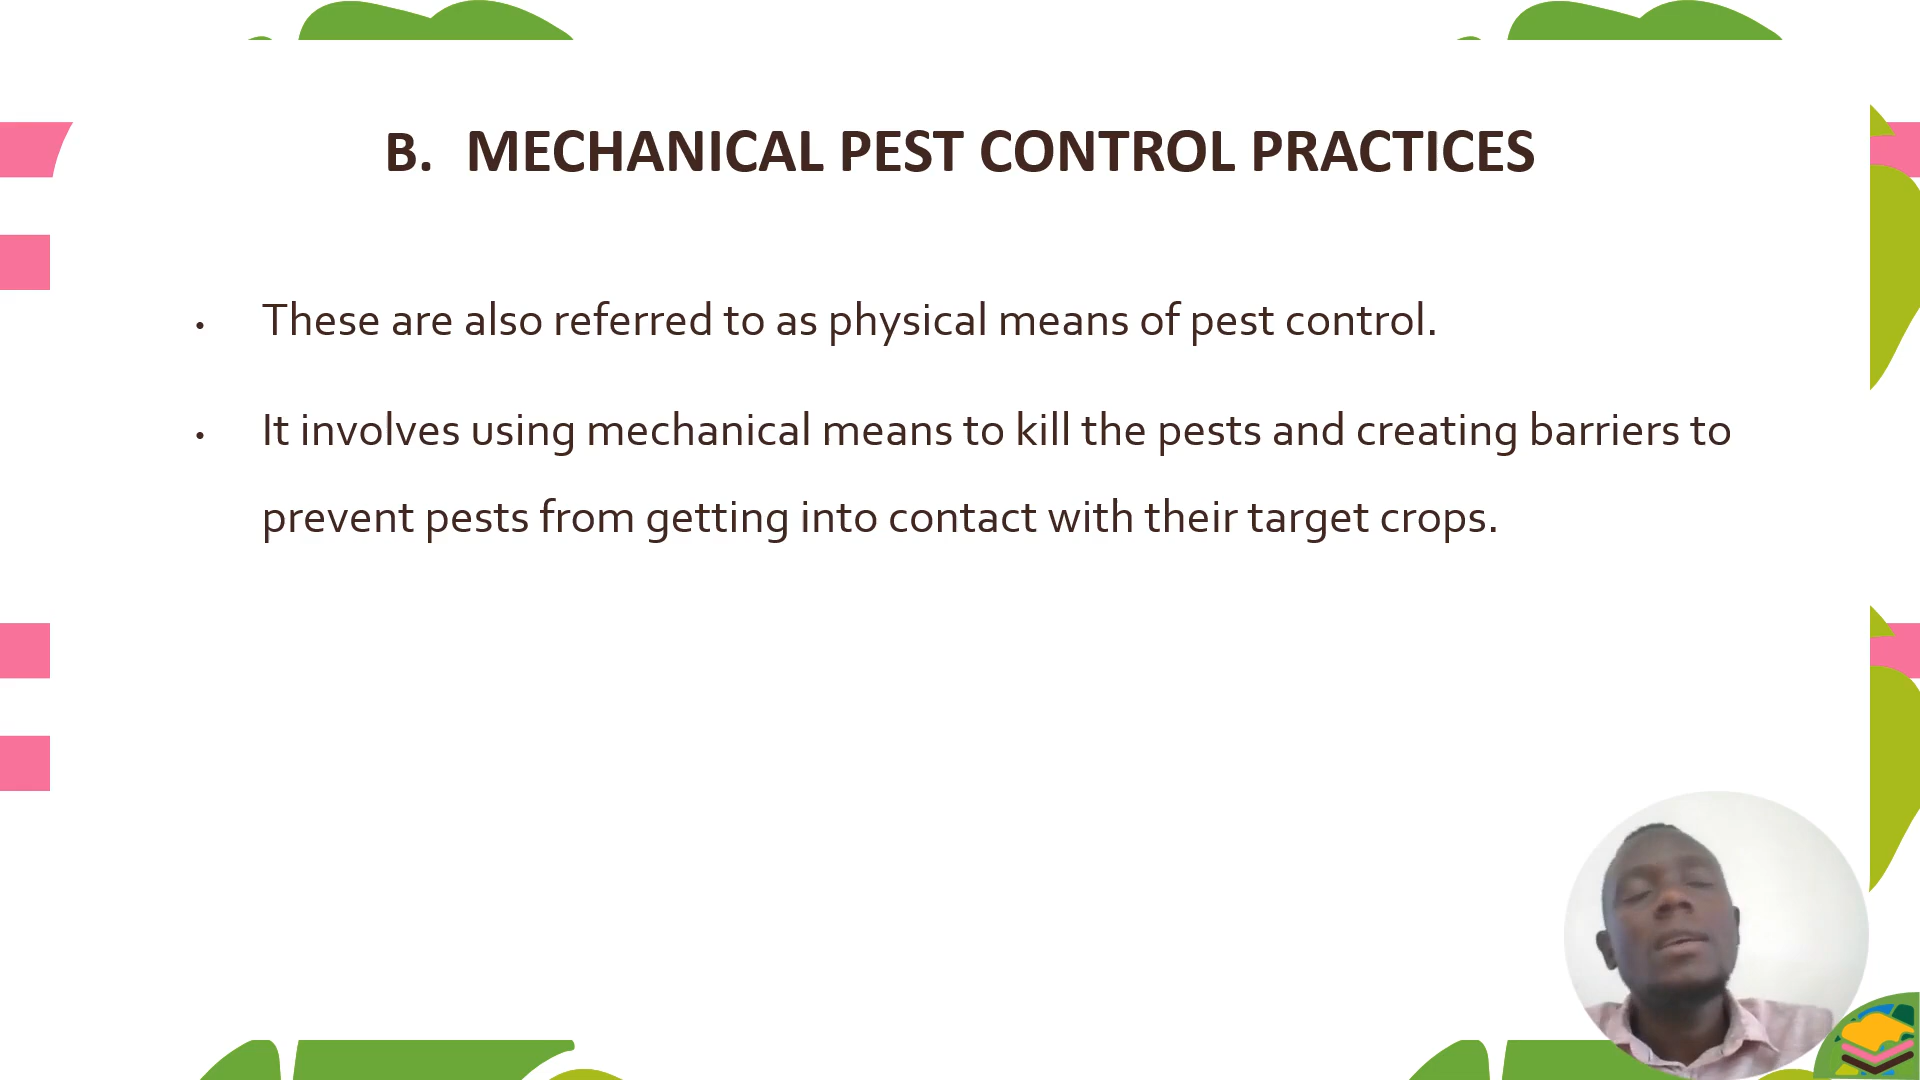 B. MECHANICAL PEST CONTROL PRACTICES
• These are also referred to as physical means of pest control.
• It involves using mechanical means to kill the pests and creating barriers to
prevent pests from getting into contact with their target crops.